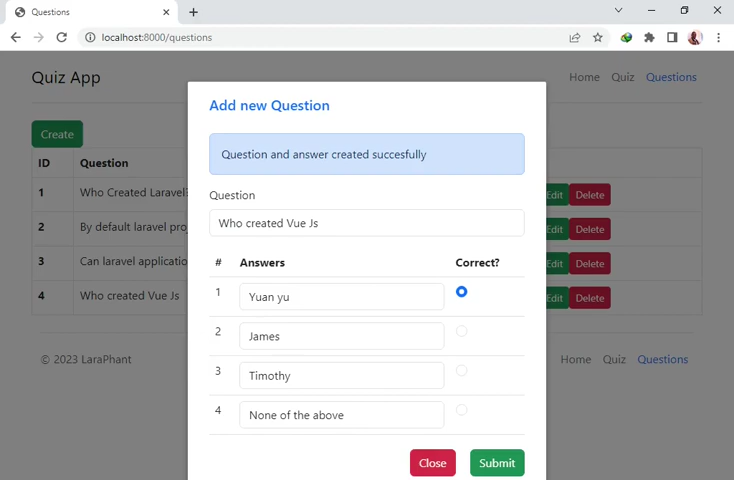 Questions
localhost:8000/questions
Quiz App
Home Quiz Questions
Create
ID Question
1 Who Created Laravel? Edit Delete
2 By default laravel pro Edit Delete
3 Can laravel applicatio Edit Delete
4 Who created Vue Js Edit Delete
© 2023 LaraPhant Home Quiz Questions
Add new Question
Question and answer created succesfully
Question
Who created Vue Js
# Answers Correct?
1 Yuan yu
2 James
3 Timothy
4 None of the above
Close Submit